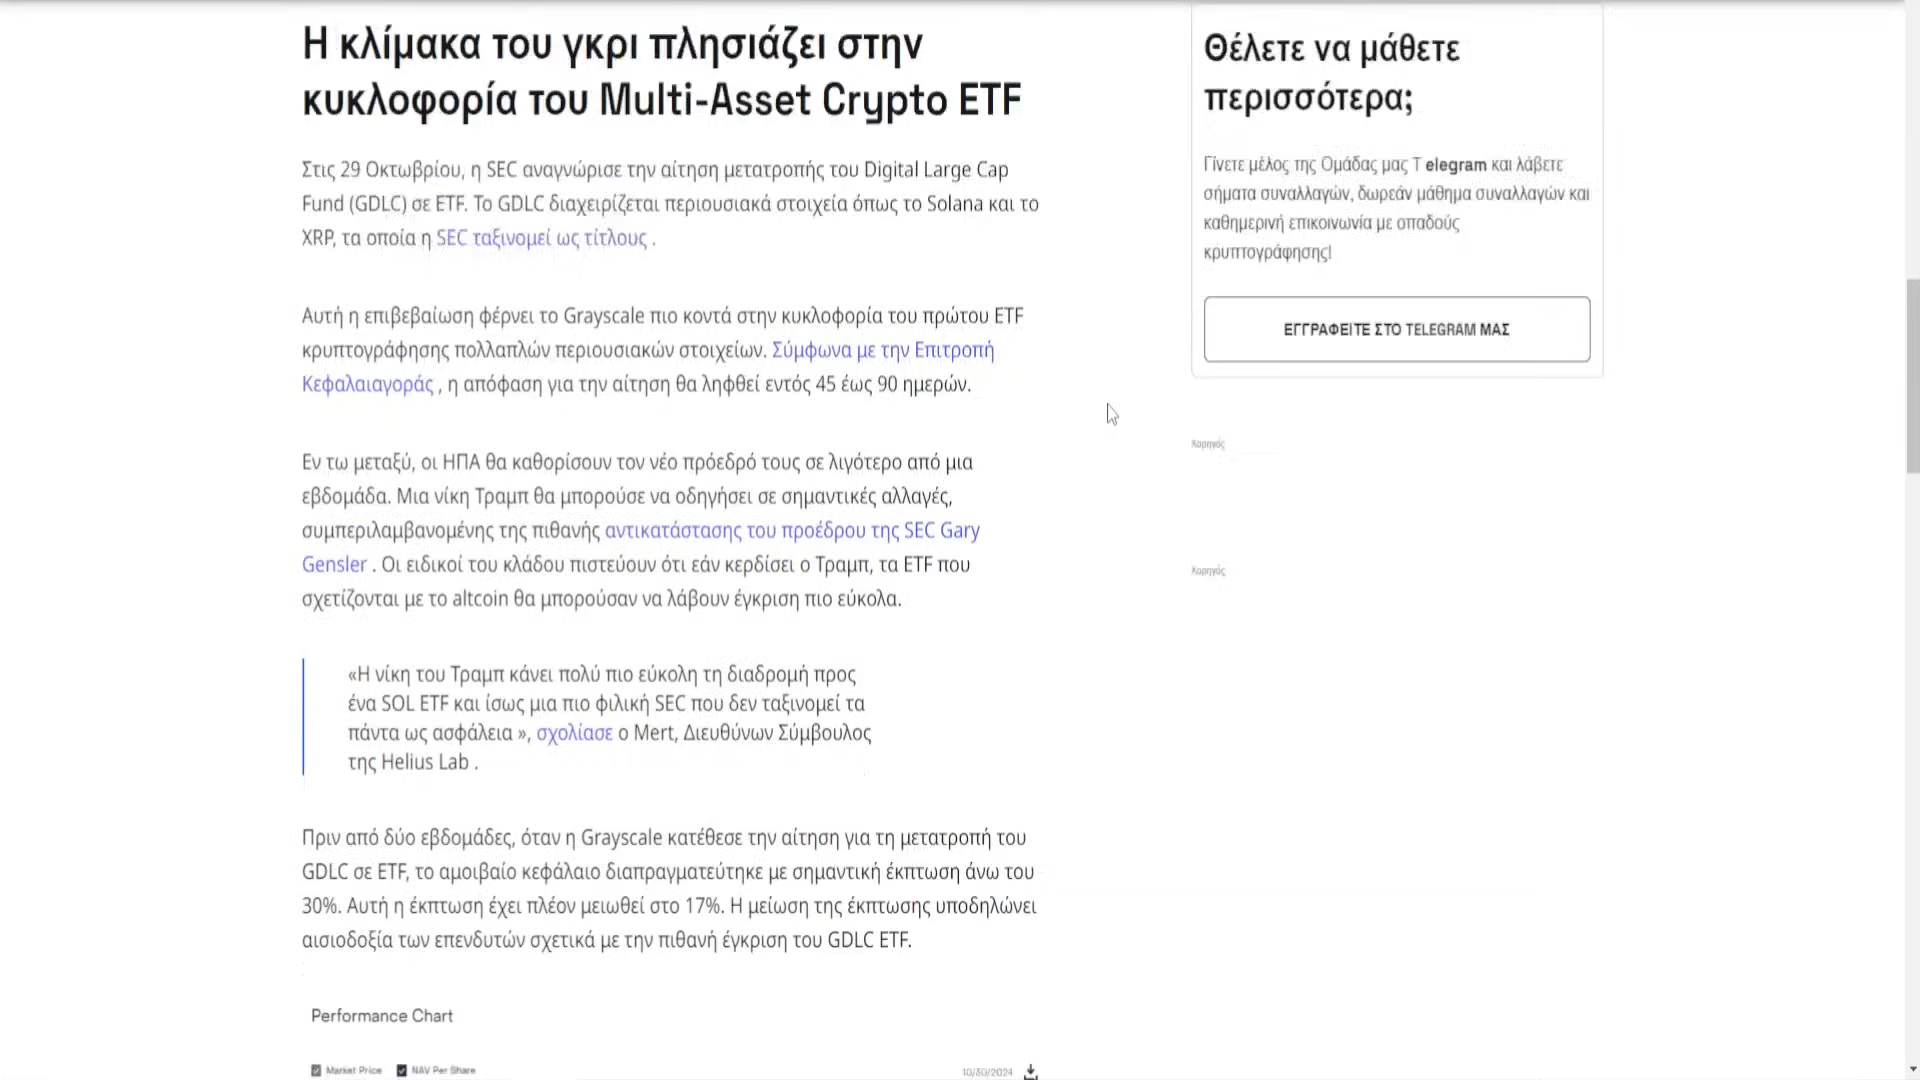 Η κλίμακα του γκρι πλησιάζει στην
κυκλοφορία του Multi-Asset Crypto ETF
Στις 29 Οκτωβρίου, η SEC αναγνώρισε την αίτηση μετατροπής του Digital Large Cap
Fund (GDLC) σε ETF. Το GDLC διαχειρίζεται περιουσιακά στοιχεία όπως το Solana και το
XRP, τα οποία η SEC ταξινομεί ως τίτλους .
Αυτή η επιβεβαίωση φέρνει το Grayscale πιο κοντά στην κυκλοφορία του πρώτου ETF
κρυπτογράφησης πολλαπλών περιουσιακών στοιχείων. Σύμφωνα με την Επιτροπή
Κεφαλαιαγοράς , η απόφαση για την αίτηση θα ληφθεί εντός 45 έως 90 ημερών.
Εν τω μεταξύ, οι ΗΠΑ θα καθορίσουν τον νέο πρόεδρό τους σε λιγότερο από μια
εβδομάδα. Μια νίκη Τραμπ θα μπορούσε να οδηγήσει σε σημαντικές αλλαγές,
συμπεριλαμβανομένης της πιθανής αντικατάστασης του προέδρου της SEC Gary
Gensler . Οι ειδικοί του κλάδου πιστεύουν ότι εάν κερδίσει ο Τραμπ, τα ETF που
σχετίζονται με το altcoin θα μπορούσαν να λάβουν έγκριση πιο εύκολα.
«Η νίκη του Τραμπ κάνει πολύ πιο εύκολη τη διαδρομή προς
ένα SOL ETF και ίσως μια πιο φιλική SEC που δεν ταξινομεί τα
πάντα ως ασφάλεια », σχολίασε ο Mert, Διευθύνων Σύμβουλος
της Helius Lab .
Πριν από δύο εβδομάδες, όταν η Grayscale κατέθεσε την αίτηση για τη μετατροπή του
GDLC σε ETF, το αμοιβαίο κεφάλαιο διαπραγματεύτηκε με σημαντική έκπτωση άνω του
30%. Αυτή η έκπτωση έχει πλέον μειωθεί στο 17%. Η μείωση της έκπτωσης υποδηλώνει
αισιοδοξία των επενδυτών σχετικά με την πιθανή έγκριση του GDLC ETF.
Performance Chart
Market Price NAV Per Share 10/30/2024
Θέλετε να μάθετε
περισσότερα;
Γίνετε μέλος της Ομάδας μας T elegram και λάβετε
σήματα συναλλαγών, δωρεάν μάθημα συναλλαγών και
καθημερινή επικοινωνία με οπαδούς
κρυπτογράφησης!
ΕΓΓΡΑΦΕΙΤΕ ΣΤΟ TELEGRAM ΜΑΣ
Χορηγός
Χορηγός